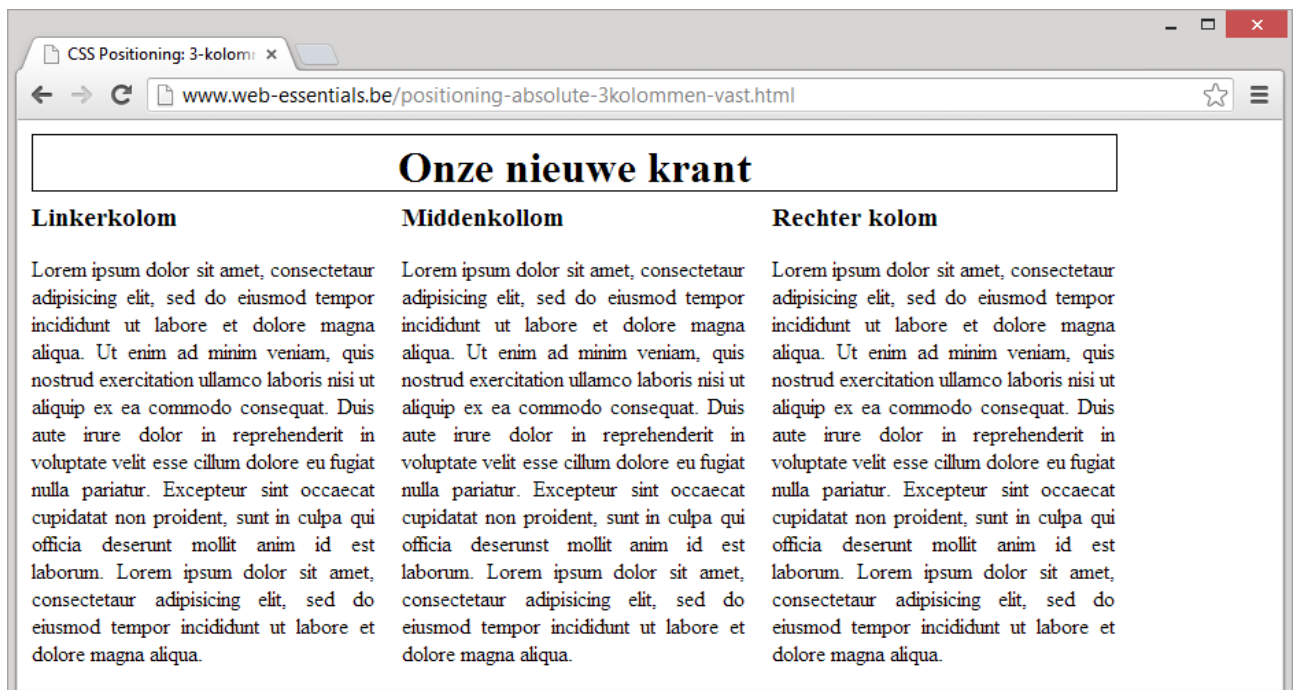 CSS Positioning: 3-kolom
www.web-essentials.be/positioning-absolute-3kolommen-vast.html
Onze nieuwe krant
Linkerkolom
Lorem ipsum dolor sit amet, consectetaur
adipisicing elit, sed do eiusmod tempor
incididunt ut labore et dolore magna
aliqua. Ut enim ad minim veniam, quis
nostrud exercitation ullamco laboris nisi ut
aliquip ex ea commodo consequat. Duis
aute irure dolor in reprehenderit in
voluptate velit esse cillum dolore eu fugiat
nulla pariatur. Excepteur sint occaecat
cupidatat non proident, sunt in culpa qui
officia deserunt mollit anim id est
laborum. Lorem ipsum dolor sit amet,
consectetaur adipisicing elit, sed do
eiusmod tempor incididunt ut labore et
dolore magna aliqua.
Middenkollom
Lorem ipsum dolor sit amet, consectetaur
adipisicing elit, sed do eiusmod tempor
incididunt ut labore et dolore magna
aliqua. Ut enim ad minim veniam, quis
nostrud exercitation ullamco laboris nisi ut
aliquip ex ea commodo consequat. Duis
aute irure dolor in reprehenderit in
voluptate velit esse cillum dolore eu fugiat
nulla pariatur. Excepteur sint occaecat
cupidatat non proident, sunt in culpa qui
officia deserunst mollit anim id est
laborum. Lorem ipsum dolor sit amet,
consectetaur adipisicing elit, sed do
eiusmod tempor incididunt ut labore et
dolore magna aliqua.
Rechter kolom
Lorem ipsum dolor sit amet, consectetaur
adipisicing elit, sed do eiusmod tempor
incididunt ut labore et dolore magna
aliqua. Ut enim ad minim veniam, quis
nostrud exercitation ullamco laboris nisi ut
aliquip ex ea commodo consequat. Duis
aute irure dolor in reprehenderit in
voluptate velit esse cillum dolore eu fugiat
nulla pariatur. Excepteur sint occaecat
cupidatat non proident, sunt in culpa qui
officia deserunt mollit anim id est
laborum. Lorem ipsum dolor sit amet,
consectetaur adipisicing elit, sed do
eiusmod tempor incididunt ut labore et
dolore magna aliqua.